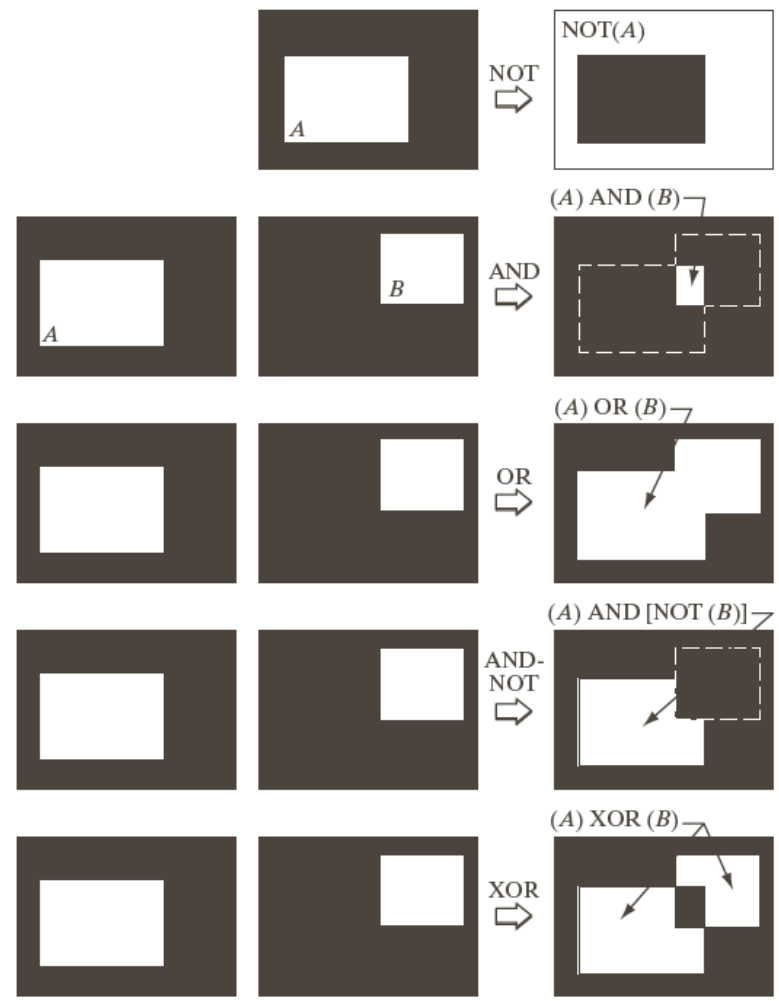 NOT(A)
NOT
A
(A) AND (B)
AND
B
A
(A) OR (B)
OR
(A) AND [NOT (B)]
AND-
NOT
(A) XOR (B)
XOR